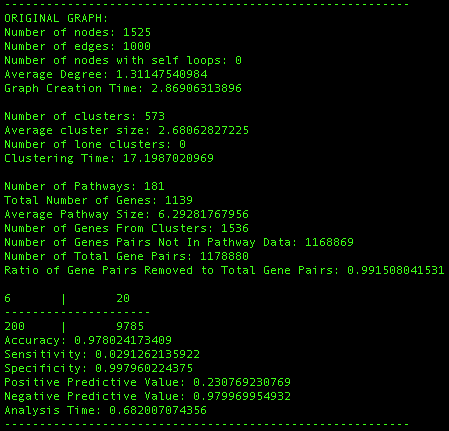 ------------------------------------------------------------
ORIGINAL GRAPH:
Number of nodes: 1525
Number of edges: 1000
Number of nodes with self loops: 0
Average Degree: 1.31147540984
Graph Creation Time: 2.86906313896
Number of clusters: 573
Average cluster size: 2.68062827225
Number of lone clusters: 0
Clustering Time: 17.1987020969
Number of Pathways: 181
Total Number of Genes: 1139
Average Pathway Size: 6.29281767956
Number of Genes From Clusters: 1536
Number of Genes Pairs Not In Pathway Data: 1168869
Number of Total Gene Pairs: 1178880
Ratio of Gene Pairs Removed to Total Gene Pairs: 0.991508041531
6 | 20
----------------------
200 | 9785
Accuracy: 0.978024173409
Sensitivity: 0.0291262135922
Specificity: 0.997960224375
Positive Predictive Value: 0.230769230769
Negative Predictive Value: 0.979969954932
Analysis Time: 0.682007074356
------------------------------------------------------------